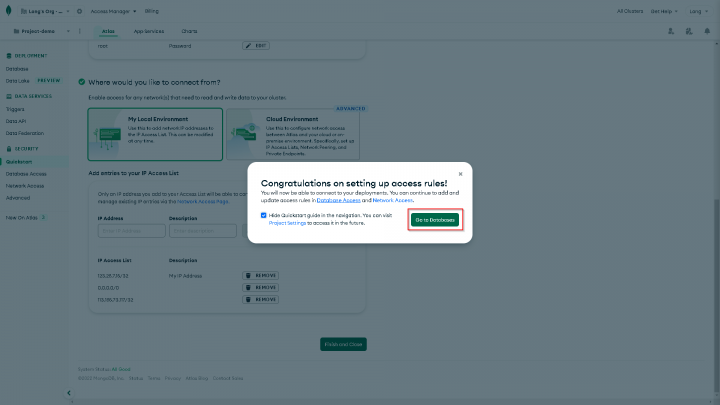 Long's Org - ...
Access Manager
Billing
All Clusters
Get Help
Long
Project-demo
Atlas
App Services
Charts
DEPLOYMENT
Database
Data Lake PREVIEW
DATA SERVICES
Triggers
Data API
Data Federation
SECURITY
Quickstart
Database Access
Network Access
Advanced
New On Atlas
root
Password
EDIT
Where would you like to connect from?
Enable access for any network(s) that need to read and write data to your cluster.
My Local Environment
Use this to add network IP addresses to
the IP Access List. This can be modified
at any time.
ADVANCED
Cloud Environment
Use this to configure network access
between Atlas and your cloud or on-
premise environment. Specifically, set up
IP Access Lists, Network Peering, and
Private Endpoints.
Add entries to your IP Access List
Only an IP address you add to your Access List will be able to
manage existing IP entries via the Network Access Page.
IP Address
Description
Enter IP Address
Enter description
IP Access List
Description
My IP Address
REMOVE
0.0.0.0/0
REMOVE
REMOVE
Congratulations on setting up access rules!
You will now be able to connect to your deployments. You can continue to add and
update access rules in Database Access and Network Access.
Hide Quickstart guide in the navigation. You can visit
Project Settings to access it in the future.
Go to Databases
Finish and Close
System Status: All Good
©2022 MongoDB, Inc. Status Terms Privacy Atlas Blog Contact Sales